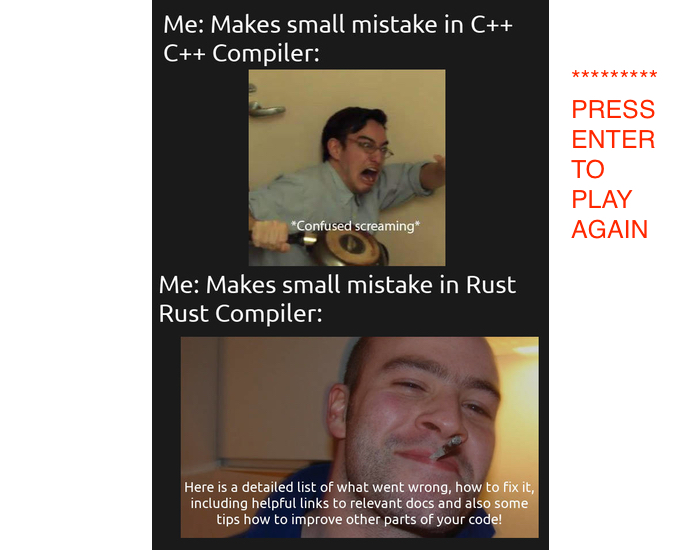 Me: Makes small mistake in C++
C++ Compiler:
*Confused screaming*
Me: Makes small mistake in Rust
Rust Compiler:
Here is a detailed list of what went wrong, how to fix it,
including helpful links to relevant docs and also some
tips how to improve other parts of your code!
*********
PRESS
ENTER
TO
PLAY
AGAIN